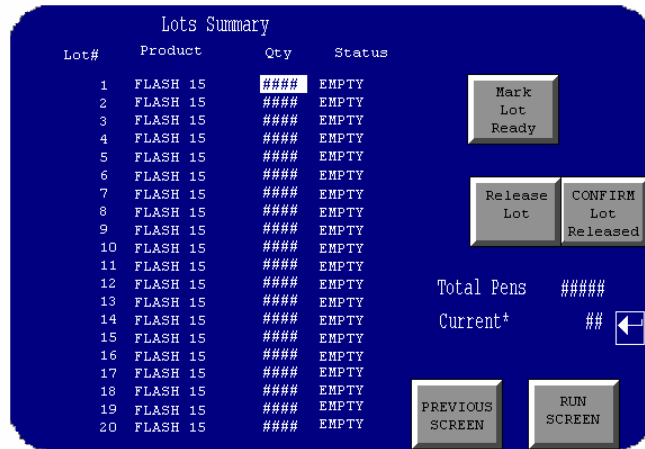 Lots Summary
Lot# Product Qty Status
1 FLASH 15 #### EMPTY
2 FLASH 15 #### EMPTY
3 FLASH 15 #### EMPTY
4 FLASH 15 #### EMPTY
5 FLASH 15 #### EMPTY
6 FLASH 15 #### EMPTY
7 FLASH 15 #### EMPTY
8 FLASH 15 #### EMPTY
9 FLASH 15 #### EMPTY
10 FLASH 15 #### EMPTY
11 FLASH 15 #### EMPTY
12 FLASH 15 #### EMPTY
13 FLASH 15 #### EMPTY
14 FLASH 15 #### EMPTY
15 FLASH 15 #### EMPTY
16 FLASH 15 #### EMPTY
17 FLASH 15 #### EMPTY
18 FLASH 15 #### EMPTY
19 FLASH 15 #### EMPTY
20 FLASH 15 #### EMPTY
Mark
Lot
Ready
Release
Lot
CONFIRM
Lot
Released
Total Pens #####
Current* ##
PREVIOUS
SCREEN
RUN
SCREEN